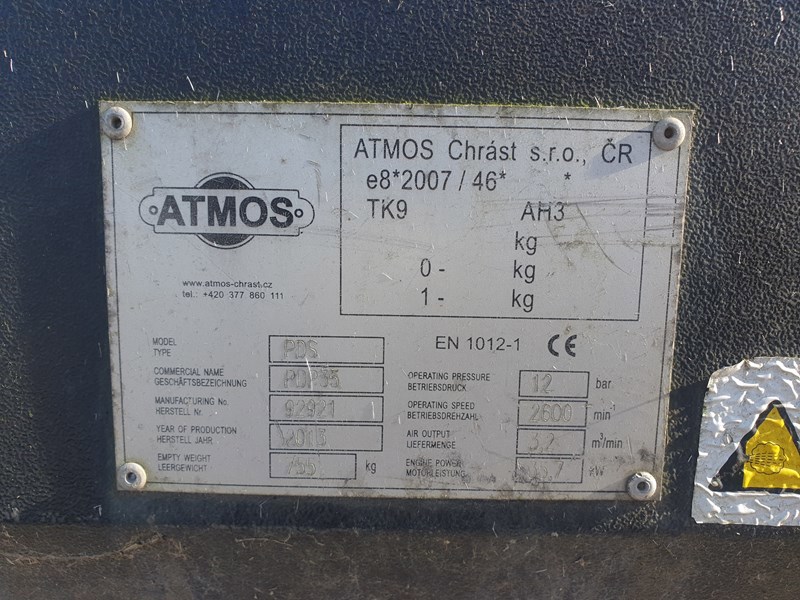 ATMOS
www.atmos-chrast.cz
tel.: +420 377 860 111
ATMOS Chrást s.r.o., ČR
e8*2007 / 46* *
TK9 AH3
kg
0 - kg
1 - kg
EN 1012-1 CE
MODEL
TYPE PDS
COMMERCIAL NAME
GESCHÄFTSBEZEICHNUNG
MANUFACTURING No.
HERSTELL Nr. 92921
YEAR OF PRODUCTION
HERSTELL JAHR
EMPTY WEIGHT
LEERGEWICHT kg
OPERATING PRESSURE
BETRIEBSDRUCK 12 bar
OPERATING SPEED
BETRIEBSDREHZAHL 2600 min-1
AIR OUTPUT
LIEFERMENGE m³/min
ENGINE POWER
MOTORLEISTUNG kW